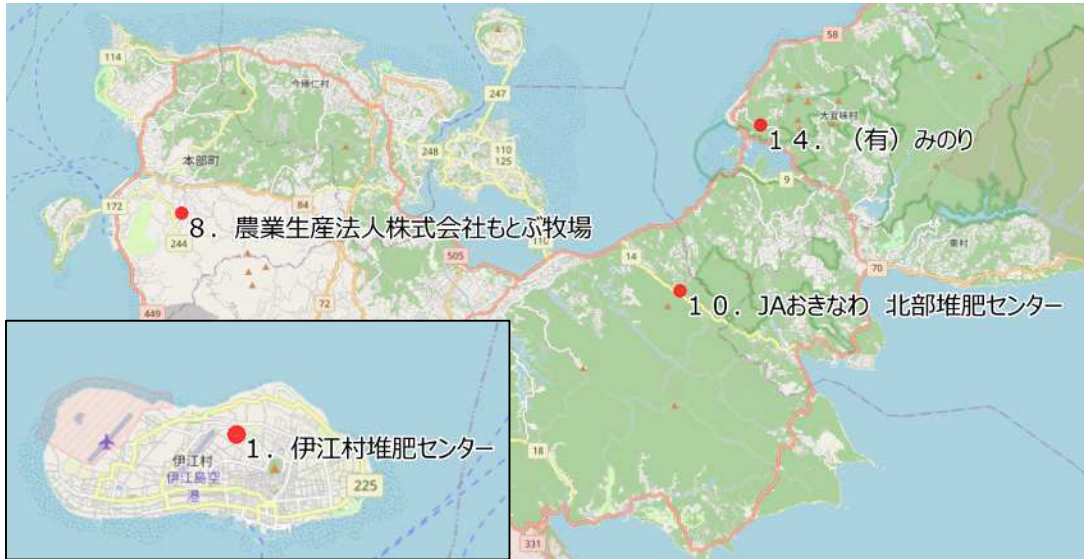 58
114
今帰仁村
247
大宜味村
１４．（有）みのり
248
110
125
本部町
9
84
172
８．農業生産法人株式会社もとぶ牧場
244
東村
110
14
505
70
72
１０．JAおきなわ　北部堆肥センター
449
１．伊江村堆肥センター
伊江村
伊江島空
港
18
225
331